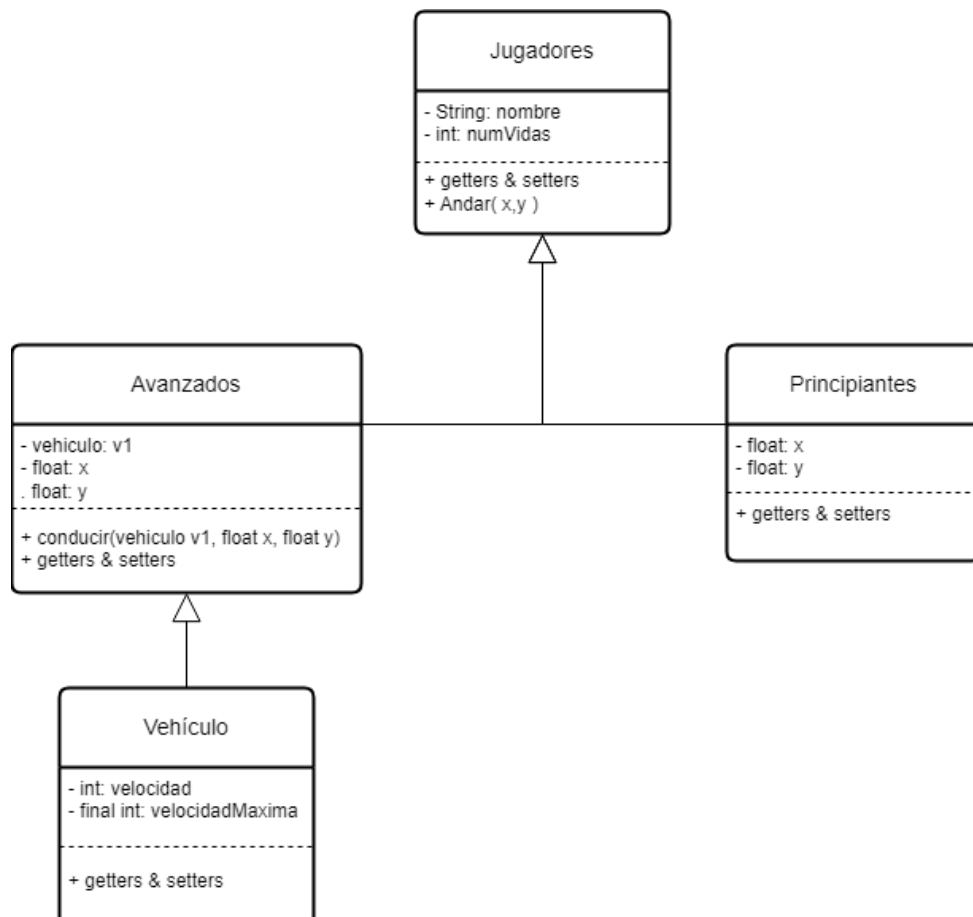 Jugadores
- String: nombre
- int: numVidas
+ getters & setters
+ Andar( x,y )
Avanzados
- vehiculo: v1
- float: x
. float: y
+ conducir(vehiculo v1, float x, float y)
+ getters & setters
Principiantes
- float: x
- float: y
+ getters & setters
Vehículo
- int: velocidad
- final int: velocidadMaxima
+ getters & setters